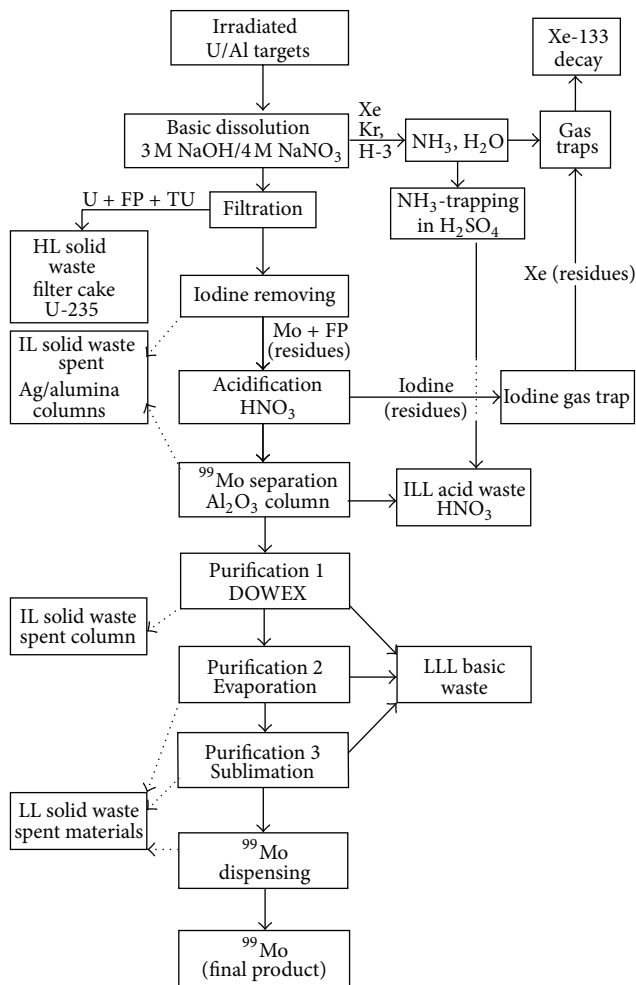 Irradiated
U/Al targets
Xe-133
decay
Basic dissolution
3 M NaOH/4 M NaNO₃
Xe
Kr,
H-3
NH₃, H₂O
Gas
traps
U + FP + TU
Filtration
NH₃-trapping
in H₂SO₄
HL solid
waste
filter cake
U-235
Xe (residues)
Iodine removing
Mo + FP
(residues)
IL solid waste
spent
Ag/alumina
columns
Acidification
HNO₃
Iodine
(residues)
Iodine gas trap
⁹⁹Mo separation
Al₂O₃ column
ILL acid waste
HNO₃
Purification 1
DOWEX
IL solid waste
spent column
Purification 2
Evaporation
LLL basic
waste
Purification 3
Sublimation
LL solid waste
spent materials
⁹⁹Mo
dispensing
⁹⁹Mo
(final product)